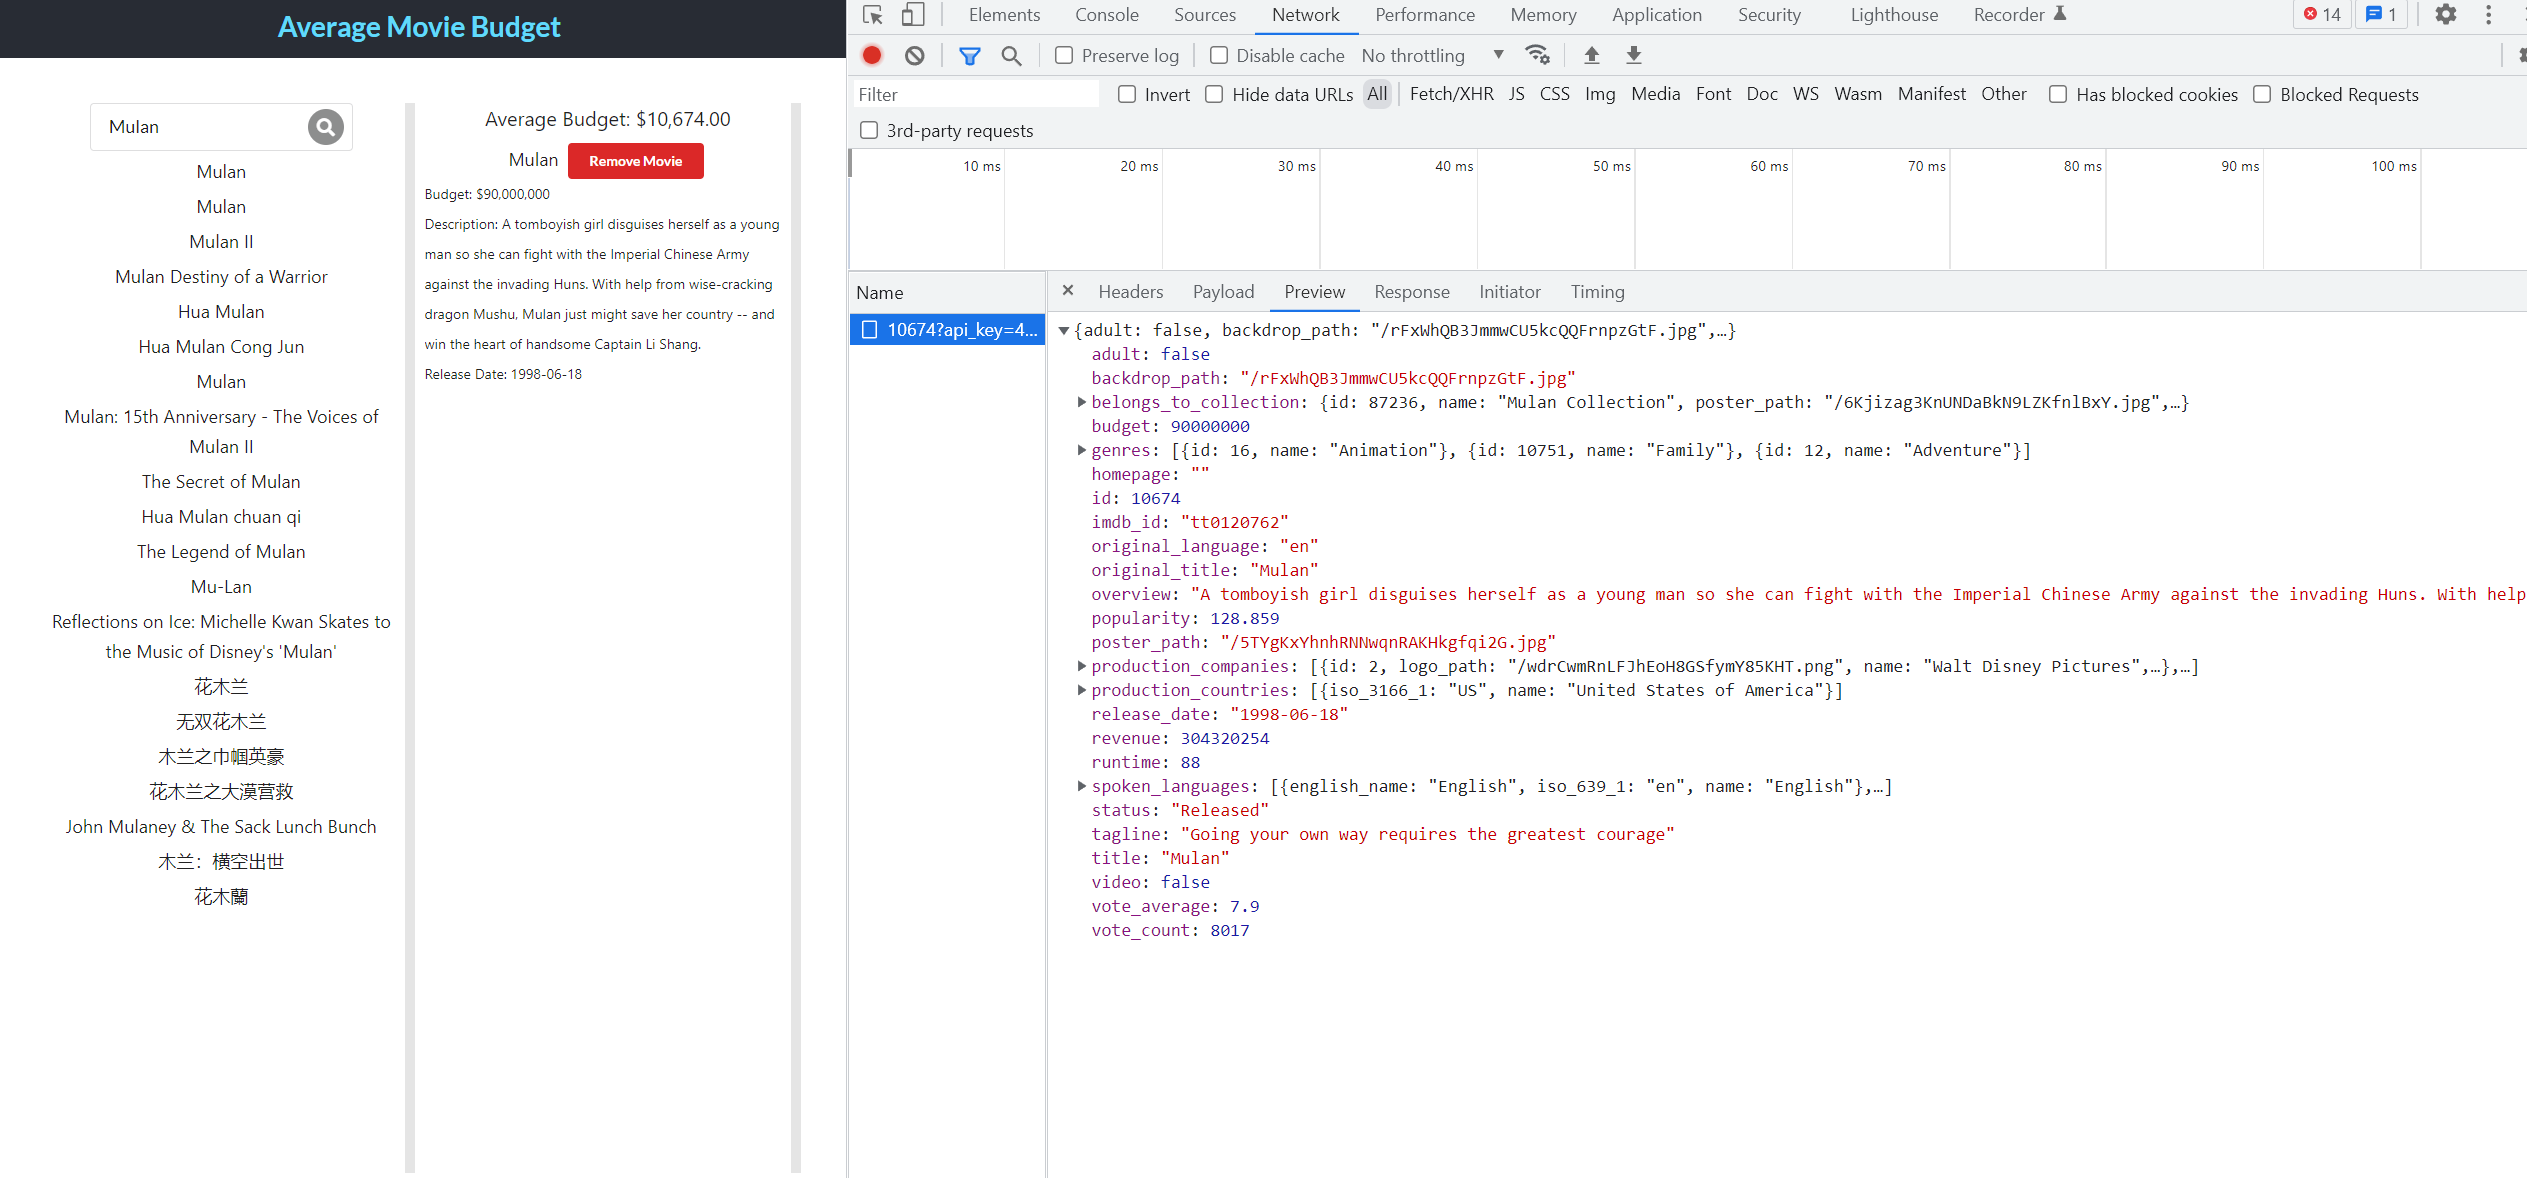 Average Movie Budget
Mulan
Mulan
Mulan
Mulan II
Mulan Destiny of a Warrior
Hua Mulan
Hua Mulan Cong Jun
Mulan
Mulan: 15th Anniversary - The Voices of
Mulan II
The Secret of Mulan
Hua Mulan chuan qi
The Legend of Mulan
Mu-Lan
Reflections on Ice: Michelle Kwan Skates to
the Music of Disney's 'Mulan'
花木兰
无双花木兰
木兰之巾帼英豪
花木兰之大漠营救
John Mulaney & The Sack Lunch Bunch
木兰：横空出世
花木蘭
Average Budget: $10,674.00
Mulan Remove Movie
Budget: $90,000,000
Description: A tomboyish girl disguises herself as a young
man so she can fight with the Imperial Chinese Army
against the invading Huns. With help from wise-cracking
dragon Mushu, Mulan just might save her country -- and
win the heart of handsome Captain Li Shang.
Release Date: 1998-06-18
Elements Console Sources Network Performance Memory Application Security Lighthouse Recorder 14 1
Preserve log Disable cache No throttling
Filter Invert Hide data URLs All Fetch/XHR JS CSS Img Media Font Doc WS Wasm Manifest Other Has blocked cookies Blocked Requests
3rd-party requests
10 ms 20 ms 30 ms 40 ms 50 ms 60 ms 70 ms 80 ms 90 ms 100 ms
Name
10674?api_key=4...
× Headers Payload Preview Response Initiator Timing
{adult: false, backdrop_path: "/rFxWhQB3JmmwCU5kcQQFrnpzGtF.jpg",…}
adult: false
backdrop_path: "/rFxWhQB3JmmwCU5kcQQFrnpzGtF.jpg"
belongs_to_collection: {id: 87236, name: "Mulan Collection", poster_path: "/6Kjizag3KnUNDaBkN9LZKfnlBxY.jpg",…}
budget: 90000000
genres: [{id: 16, name: "Animation"}, {id: 10751, name: "Family"}, {id: 12, name: "Adventure"}]
homepage: ""
id: 10674
imdb_id: "tt0120762"
original_language: "en"
original_title: "Mulan"
overview: "A tomboyish girl disguises herself as a young man so she can fight with the Imperial Chinese Army against the invading Huns. With help
popularity: 128.859
poster_path: "/5TYgKxYhnhRNNwqnRAKHkgfqi2G.jpg"
production_companies: [{id: 2, logo_path: "/wdrCwmRnLFJhEoH8GSfymY85KHT.png", name: "Walt Disney Pictures",…},…]
production_countries: [{iso_3166_1: "US", name: "United States of America"}]
release_date: "1998-06-18"
revenue: 304320254
runtime: 88
spoken_languages: [{english_name: "English", iso_639_1: "en", name: "English"},…]
status: "Released"
tagline: "Going your own way requires the greatest courage"
title: "Mulan"
video: false
vote_average: 7.9
vote_count: 8017